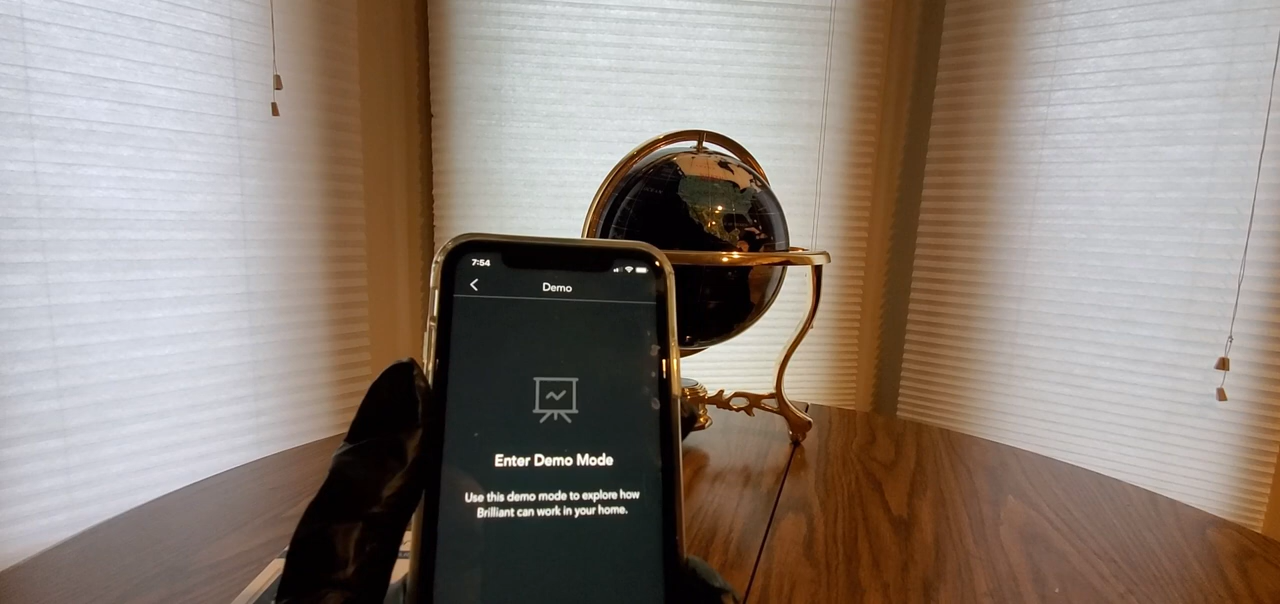 7:54
Demo
Enter Demo Mode
Use this demo mode to explore how
Brilliant can work in your home.